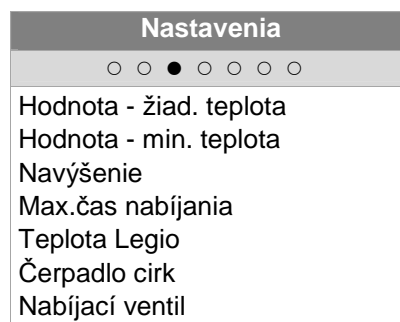 Nastavenia
Hodnota - žiad. teplota
Hodnota - min. teplota
Navýšenie
Max.čas nabíjania
Teplota Legio
Čerpadlo cirk
Nabíjací ventil